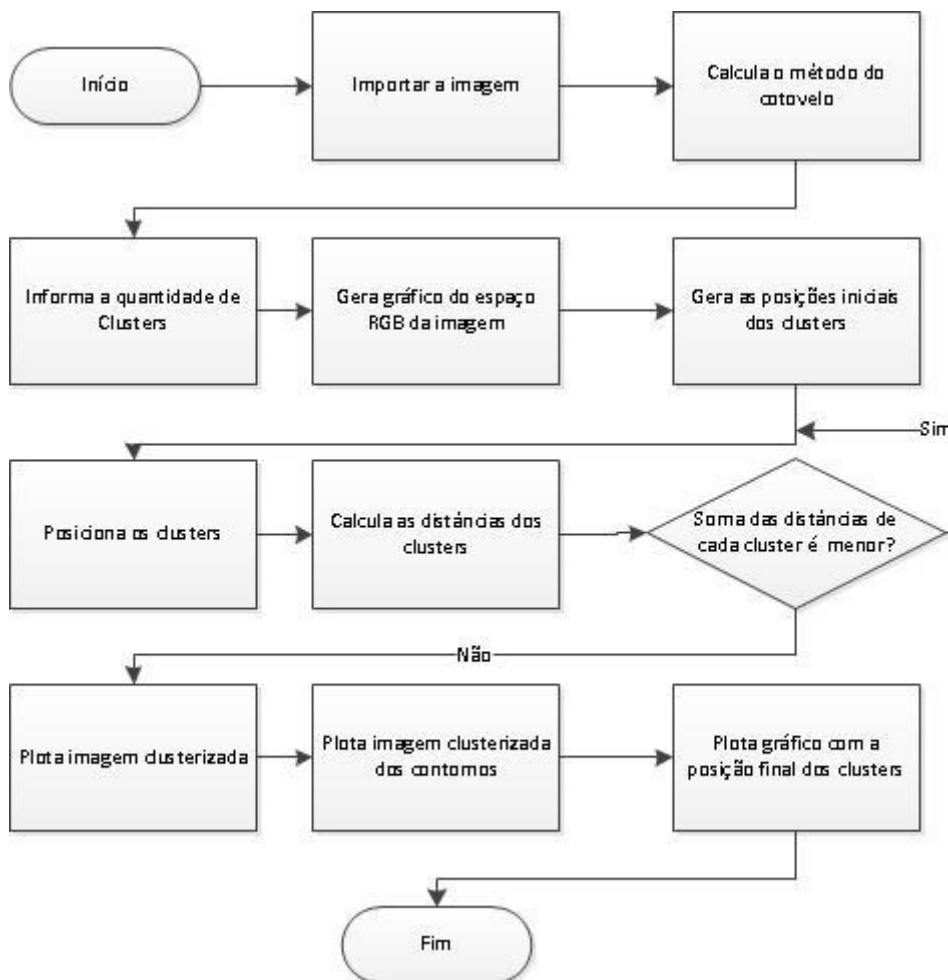 Início
Importar a imagem
Calcula o método do
cotovelo
Informa a quantidade de
Clusters
Gera gráfico do espaço
RGB da imagem
Gera as posições iniciais
dos clusters
Sim
Posiciona os clusters
Calcula as distâncias dos
clusters
Soma das distâncias de
cada cluster é menor?
Não
Plota imagem clusterizada
Plota imagem clusterizada
dos contornos
Plota gráfico com a
posição final dos clusters
Fim